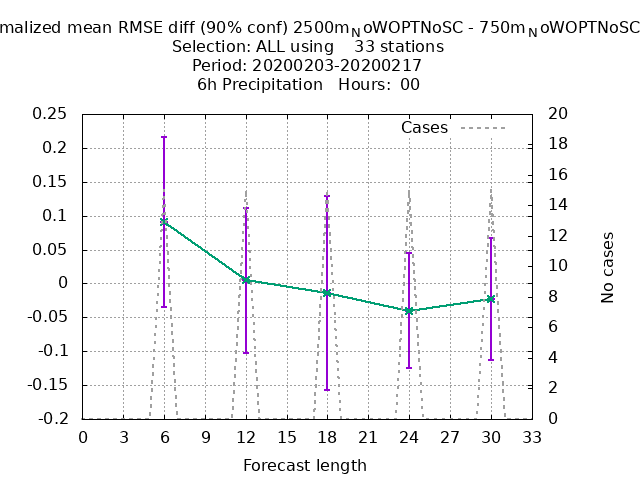 malized mean RMSE diff (90% conf) 2500mNoWOPTNoSC - 750mNoWOPTNoSC
Selection: ALL using 33 stations
Period: 20200203-20200217
6h Precipitation Hours: 00
0.25
0.2
0.15
0.1
0.05
0
-0.05
-0.1
-0.15
-0.2
Cases
20
18
16
14
12
10
8
6
4
2
0
No cases
0 3 6 9 12 15 18 21 24 27 30 33
Forecast length